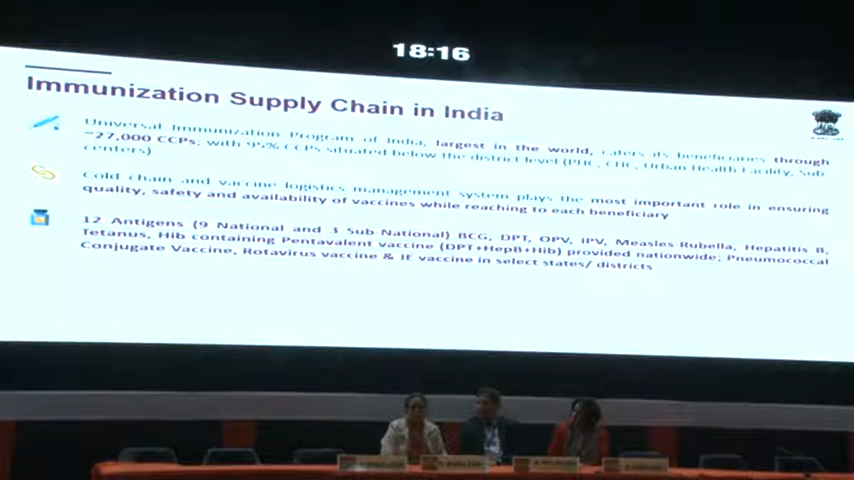 18:16
Immunization Supply Chain in India
Universal Immunization Program of India, largest in the world, caters its beneficiaries through
~27,000 CCPs; with 95% CCPs situated below the district level (PHC, CHC, Urban Health Facility, Sub
centers)
Cold chain and vaccine logistics management system plays the most important role in ensuring
quality, safety and availability of vaccines while reaching to each beneficiary
12 Antigens (9 National and 3 Sub-National) BCG, DPT, OPV, IPV, Measles-Rubella, Hepatitis B,
Tetanus, Hib containing Pentavalent vaccine (DPT+HepB+Hib) provided nationwide; Pneumococcal
Conjugate Vaccine, Rotavirus vaccine & JE vaccine in select states/ districts